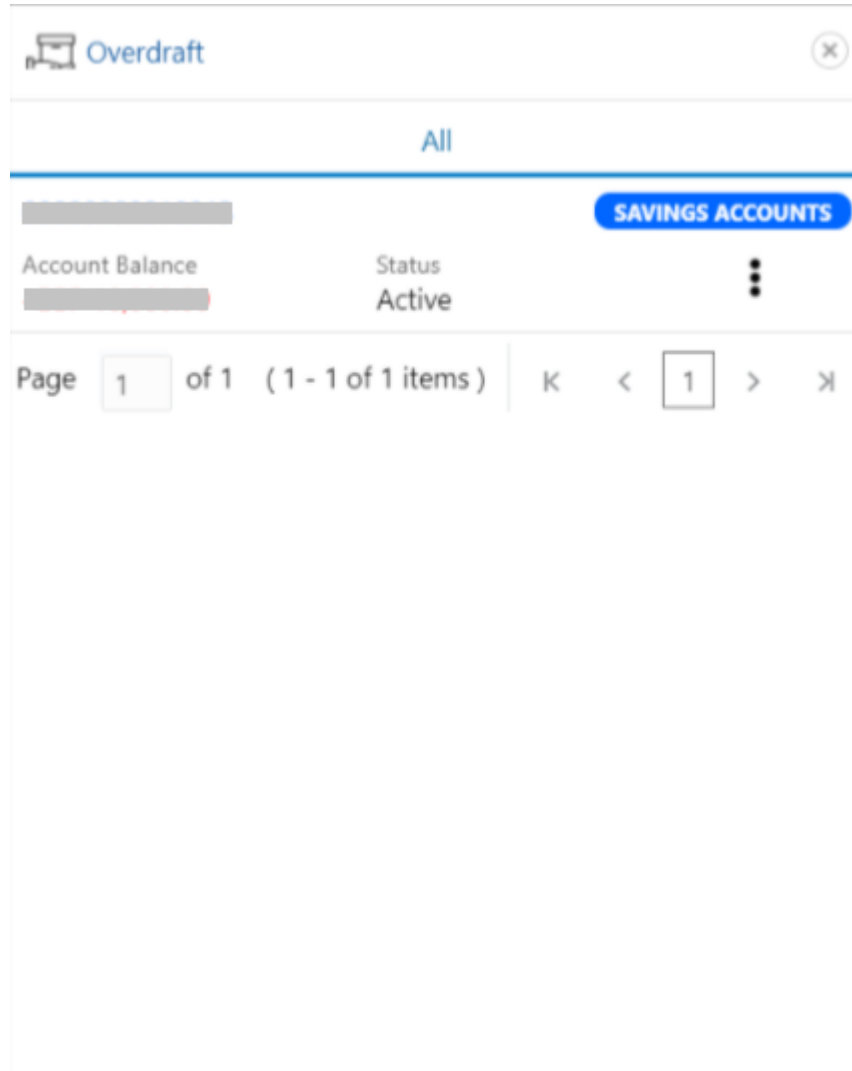 Overdraft
All
SAVINGS ACCOUNTS
Account Balance Status
Active
Page 1 of 1 ( 1 - 1 of 1 items ) K < 1 >